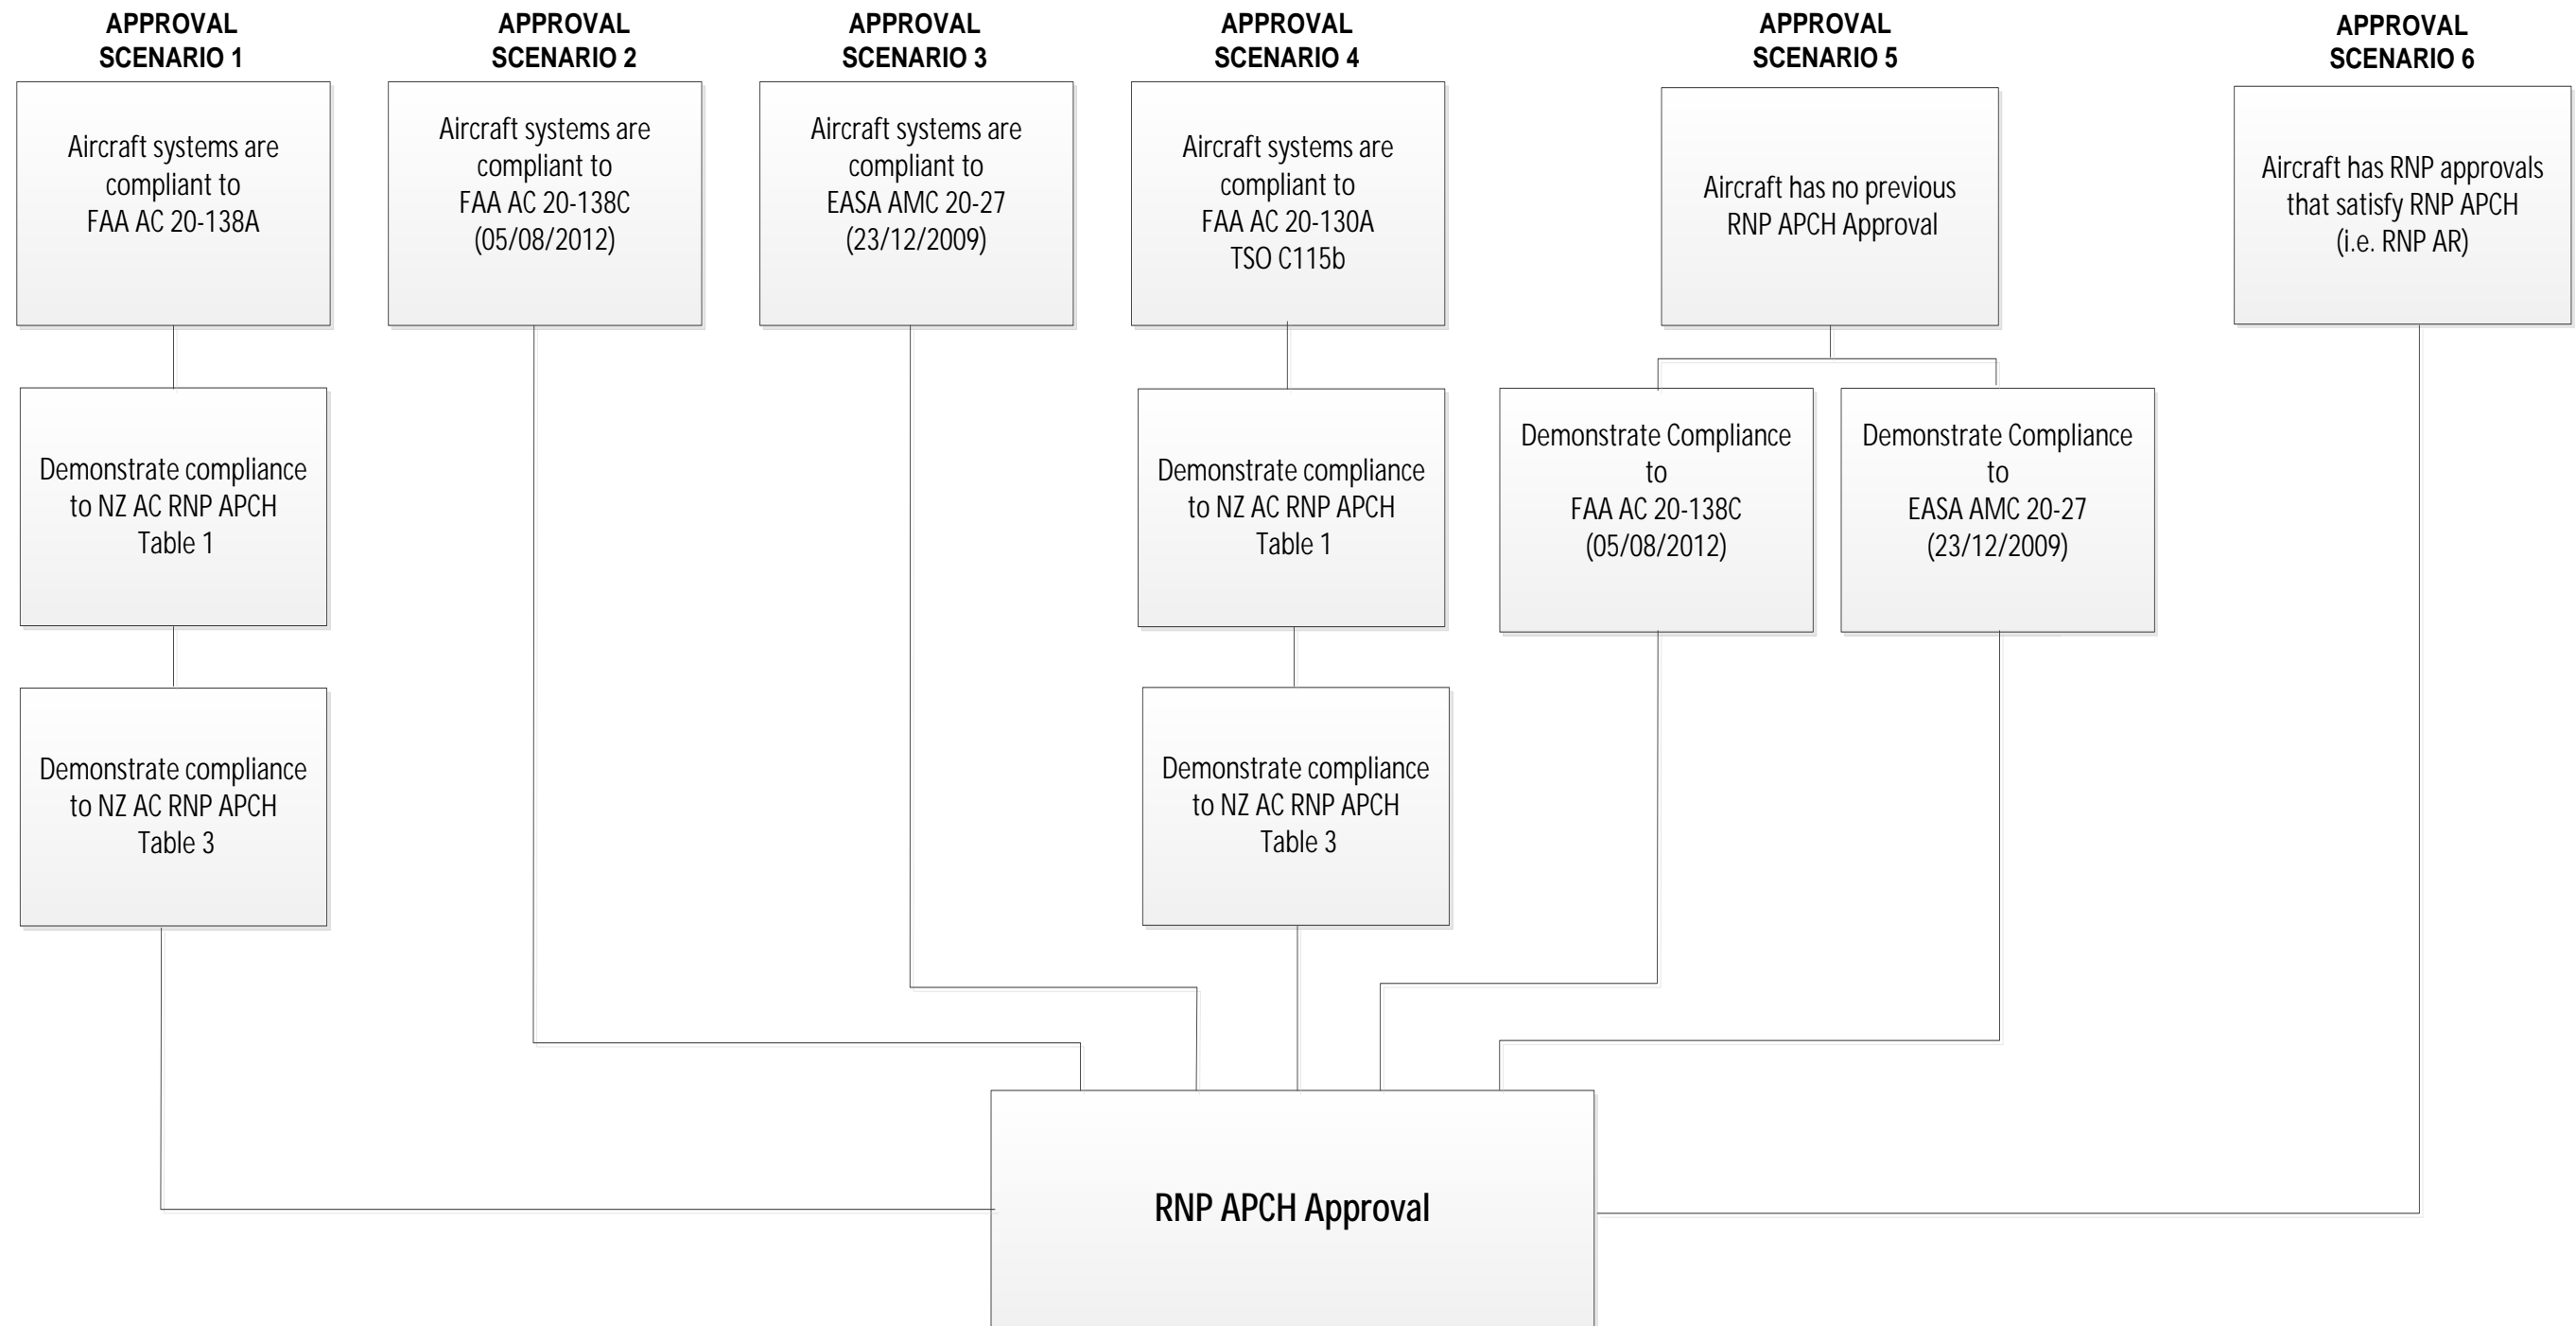 APPROVAL
SCENARIO 1
APPROVAL
SCENARIO 2
APPROVAL
SCENARIO 3
APPROVAL
SCENARIO 4
APPROVAL
SCENARIO 5
APPROVAL
SCENARIO 6
Aircraft systems are
compliant to
FAA AC 20-138A
Aircraft systems are
compliant to
FAA AC 20-138C
(05/08/2012)
Aircraft systems are
compliant to
EASA AMC 20-27
(23/12/2009)
Aircraft systems are
compliant to
FAA AC 20-130A
TSO C115b
Aircraft has no previous
RNP APCH Approval
Aircraft has RNP approvals
that satisfy RNP APCH
(i.e. RNP AR)
Demonstrate compliance
to NZ AC RNP APCH
Table 1
Demonstrate compliance
to NZ AC RNP APCH
Table 1
Demonstrate Compliance
to
FAA AC 20-138C
(05/08/2012)
Demonstrate Compliance
to
EASA AMC 20-27
(23/12/2009)
Demonstrate compliance
to NZ AC RNP APCH
Table 3
Demonstrate compliance
to NZ AC RNP APCH
Table 3
RNP APCH Approval